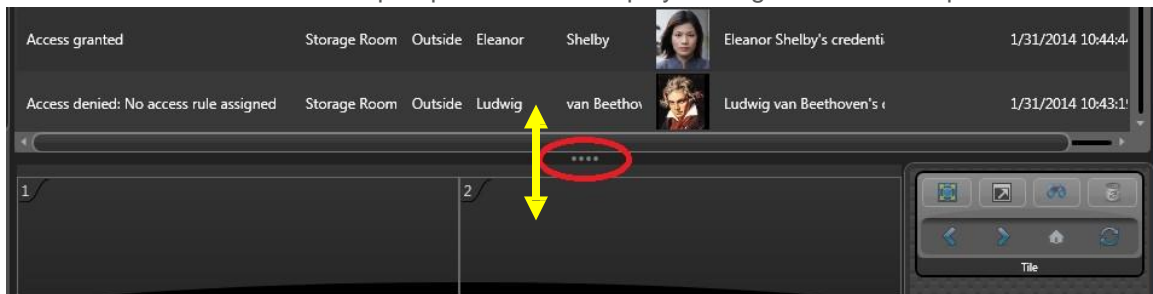 Access granted Storage Room Outside Eleanor Shelby Eleanor Shelby's credenti 1/31/2014 10:44:4
Access denied: No access rule assigned Storage Room Outside Ludwig van Beethov Ludwig van Beethoven's 1/31/2014 10:43:1
1 2
Tile